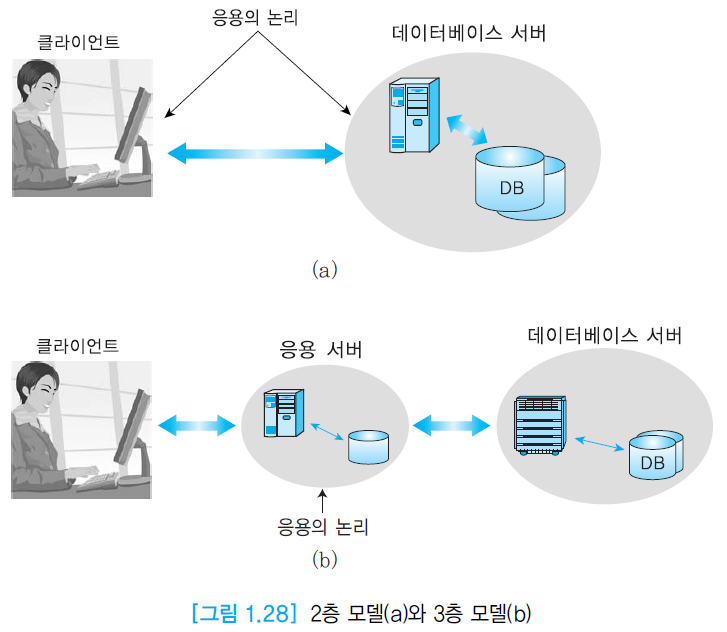 응용의 논리
클라이언트
데이터베이스 서버
DB
(a)
클라이언트
응용 서버
데이터베이스 서버
DB
응용의 논리
(b)
[그림 1.28] 2층 모델(a)와 3층 모델(b)